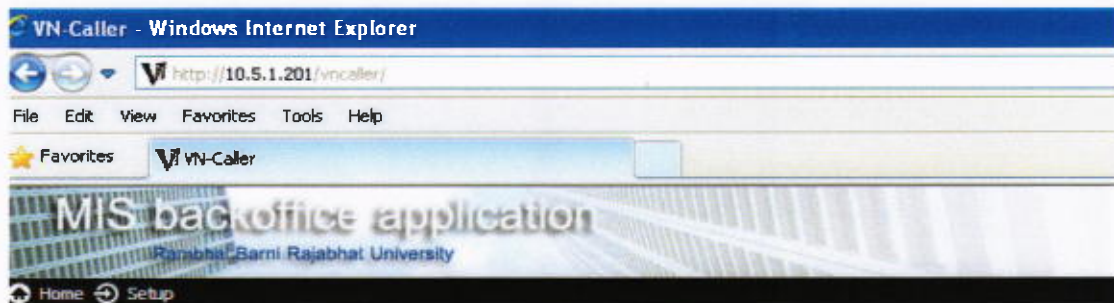 VN-Caller - Windows Internet Explorer
http://10.5.1.201/vncaller/
File Edit View Favorites Tools Help
Favorites VN-Caller
MIS backoffice application
Rambhai Barni Rajabhat University
Home Setup